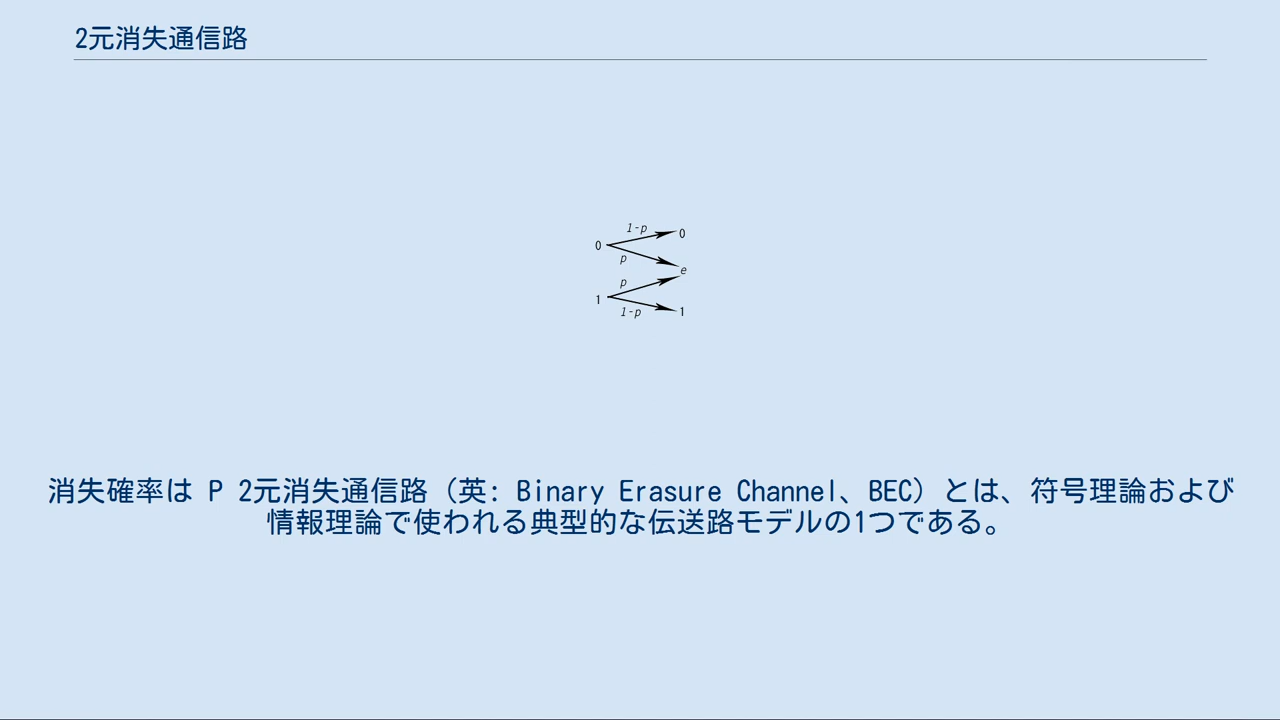 2元消失通信路
1-p
0
0
p
e
p
1
1-p
1
消失確率は P 2元消失通信路（英: Binary Erasure Channel、BEC）とは、符号理論および
情報理論で使われる典型的な伝送路モデルの1つである。